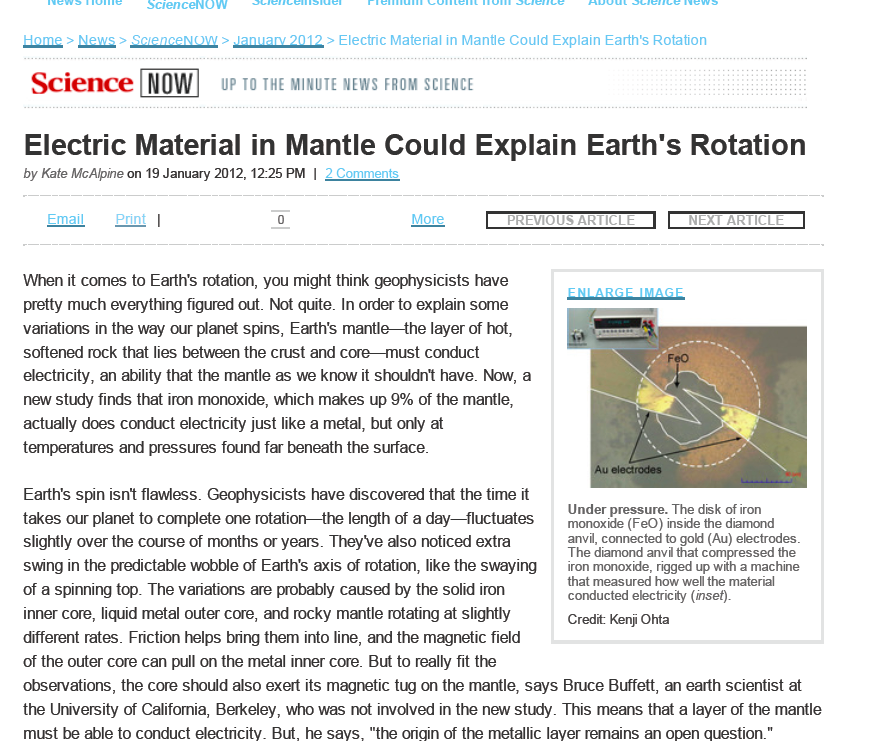 News Home ScienceNOW ScienceInsider Premium Content from Science About Science News
Home > News > ScienceNOW > January 2012 > Electric Material in Mantle Could Explain Earth's Rotation
Science NOW UP TO THE MINUTE NEWS FROM SCIENCE
Electric Material in Mantle Could Explain Earth's Rotation
by Kate McAlpine on 19 January 2012, 12:25 PM | 2 Comments
Email Print | 0 More PREVIOUS ARTICLE NEXT ARTICLE
When it comes to Earth's rotation, you might think geophysicists have
pretty much everything figured out. Not quite. In order to explain some
variations in the way our planet spins, Earth's mantle—the layer of hot,
softened rock that lies between the crust and core—must conduct
electricity, an ability that the mantle as we know it shouldn't have. Now, a
new study finds that iron monoxide, which makes up 9% of the mantle,
actually does conduct electricity just like a metal, but only at
temperatures and pressures found far beneath the surface.
Earth's spin isn't flawless. Geophysicists have discovered that the time it
takes our planet to complete one rotation—the length of a day—fluctuates
slightly over the course of months or years. They've also noticed extra
swing in the predictable wobble of Earth's axis of rotation, like the swaying
of a spinning top. The variations are probably caused by the solid iron
inner core, liquid metal outer core, and rocky mantle rotating at slightly
different rates. Friction helps bring them into line, and the magnetic field
of the outer core can pull on the metal inner core. But to really fit the
observations, the core should also exert its magnetic tug on the mantle, says Bruce Buffett, an earth scientist at
the University of California, Berkeley, who was not involved in the new study. This means that a layer of the mantle
must be able to conduct electricity. But, he says, "the origin of the metallic layer remains an open question."
ENLARGE IMAGE
FeO
Au electrodes
Under pressure. The disk of iron
monoxide (FeO) inside the diamond
anvil, connected to gold (Au) electrodes.
The diamond anvil that compressed the
iron monoxide, rigged up with a machine
that measured how well the material
conducted electricity (inset).
Credit: Kenji Ohta